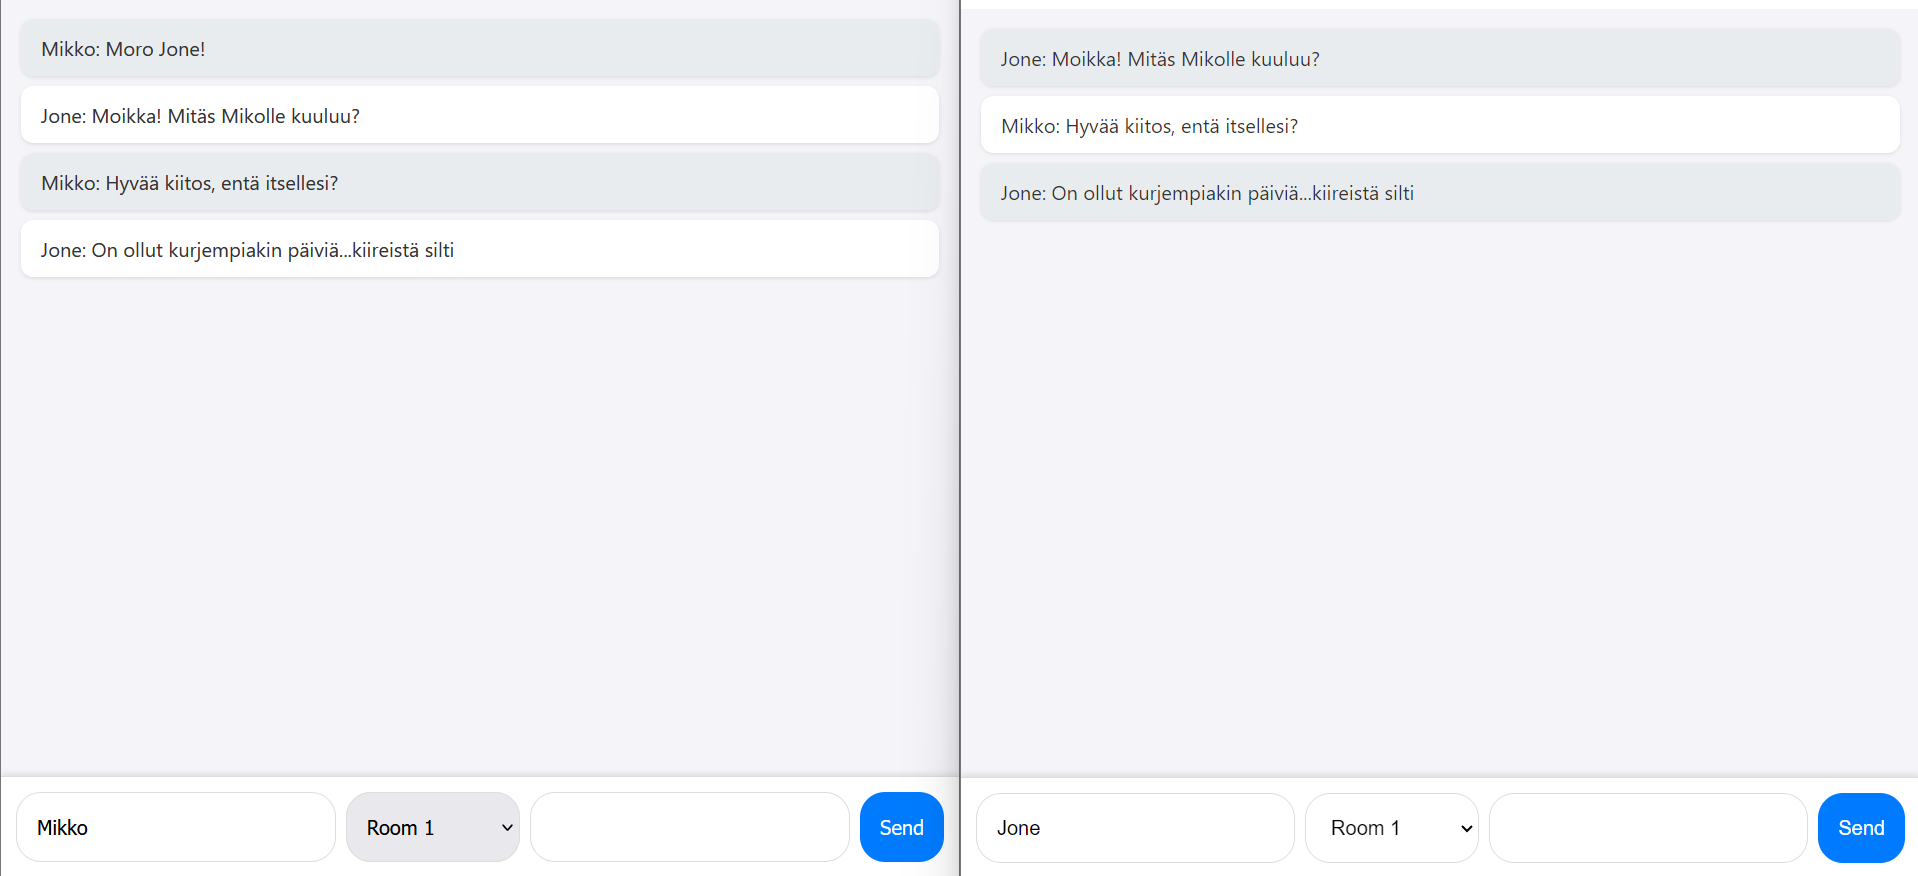 Mikko: Moro Jone!
Jone: Moikka! Mitäs Mikolle kuuluu?
Mikko: Hyvää kiitos, entä itsellesi?
Jone: On ollut kurjempiakin päiviä...kiireistä silti
Mikko
Room 1
Send
Jone: Moikka! Mitäs Mikolle kuuluu?
Mikko: Hyvää kiitos, entä itsellesi?
Jone: On ollut kurjempiakin päiviä...kiireistä silti
Jone
Room 1
Send